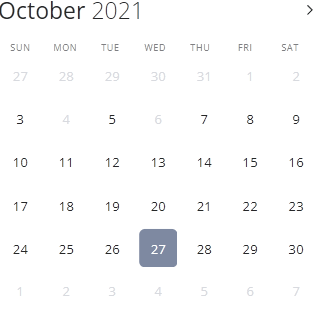 October 2021
SUN MON TUE WED THU FRI SAT
27 28 29 30 31 1 2
3 4 5 6 7 8 9
10 11 12 13 14 15 16
17 18 19 20 21 22 23
24 25 26 27 28 29 30
1 2 3 4 5 6 7